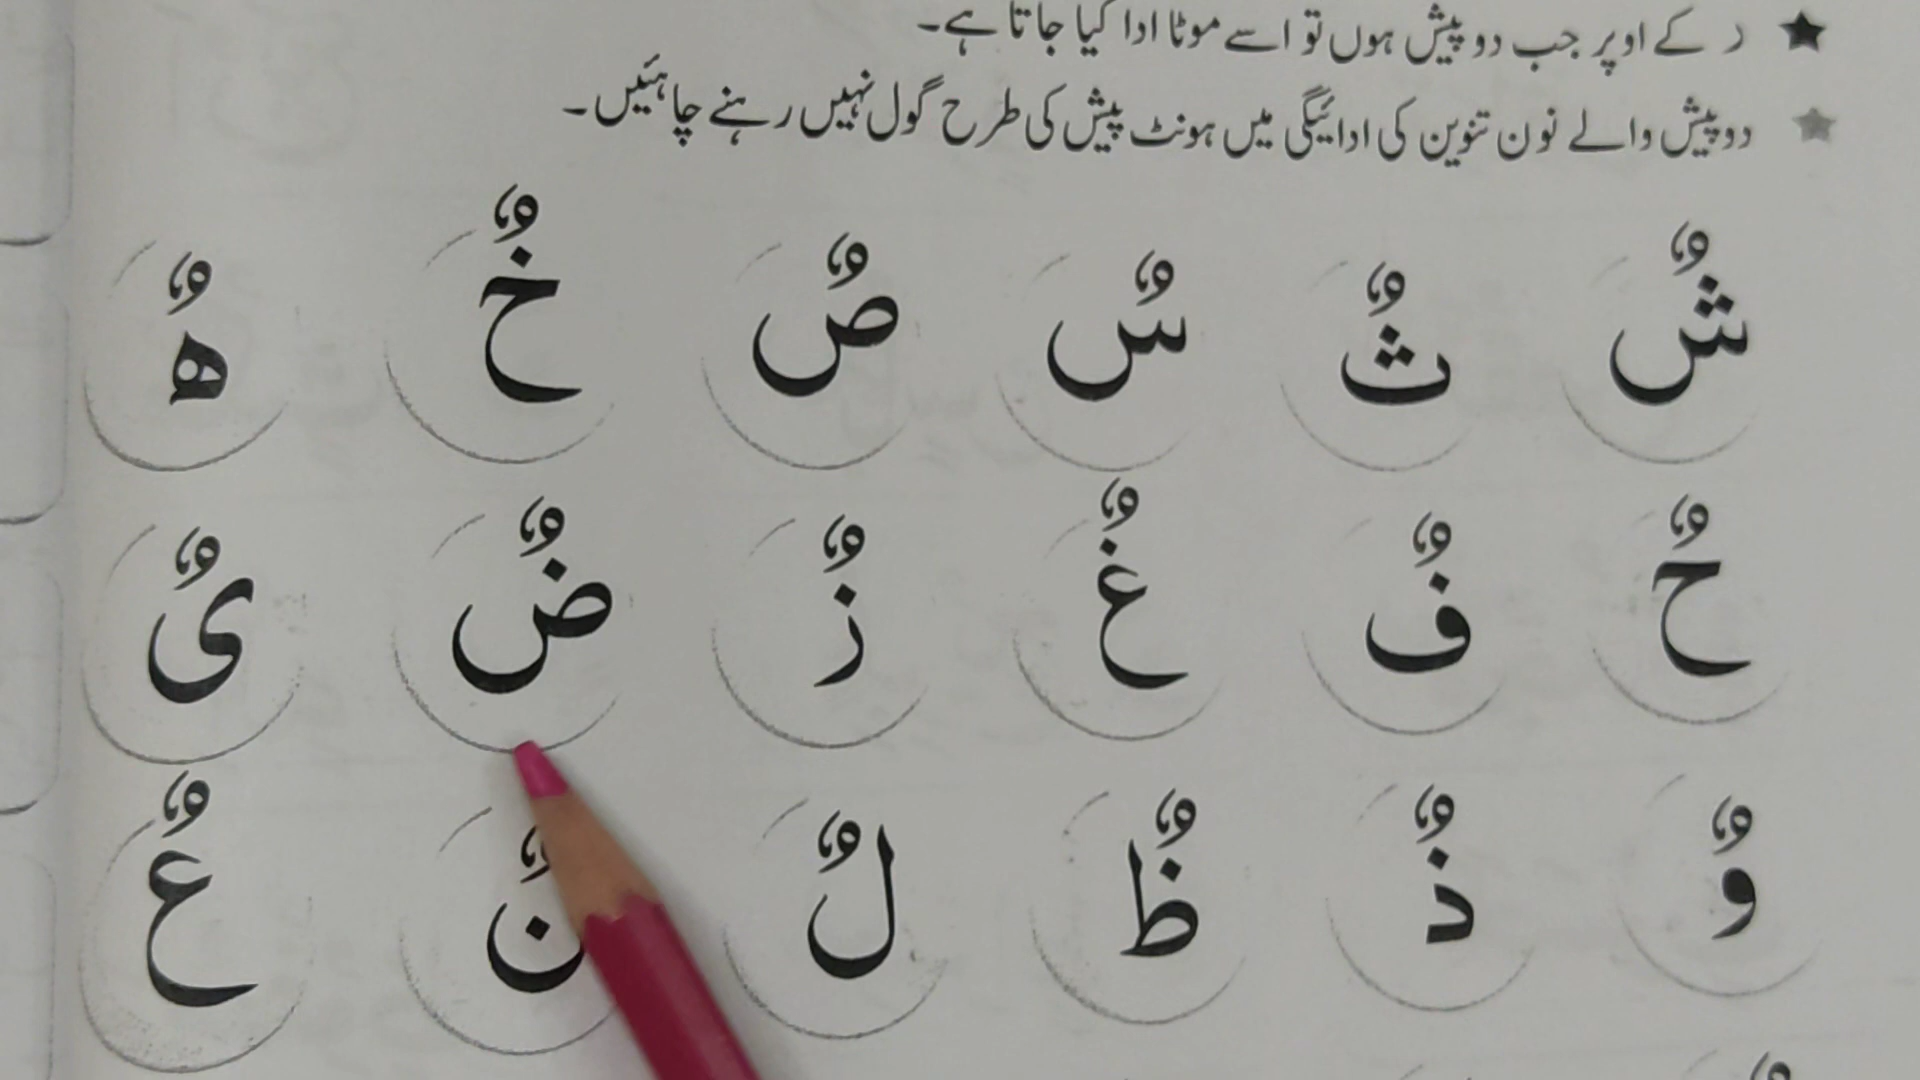 ★ ر کے اوپر جب دو پیش ہوں تو اسے موٹا ادا کیا جاتا ہے۔
★ دو پیش والے نون تنوین کی ادائیگی میں ہونٹ پیش کی طرح گول نہیں رہنے چاہئیں۔
شٌ ثٌ سٌ صٌ خٌ هٌ
حٌ فٌ غٌ زٌ ضٌ یٌ
وٌ ذٌ ظٌ لٌ نٌ عٌ